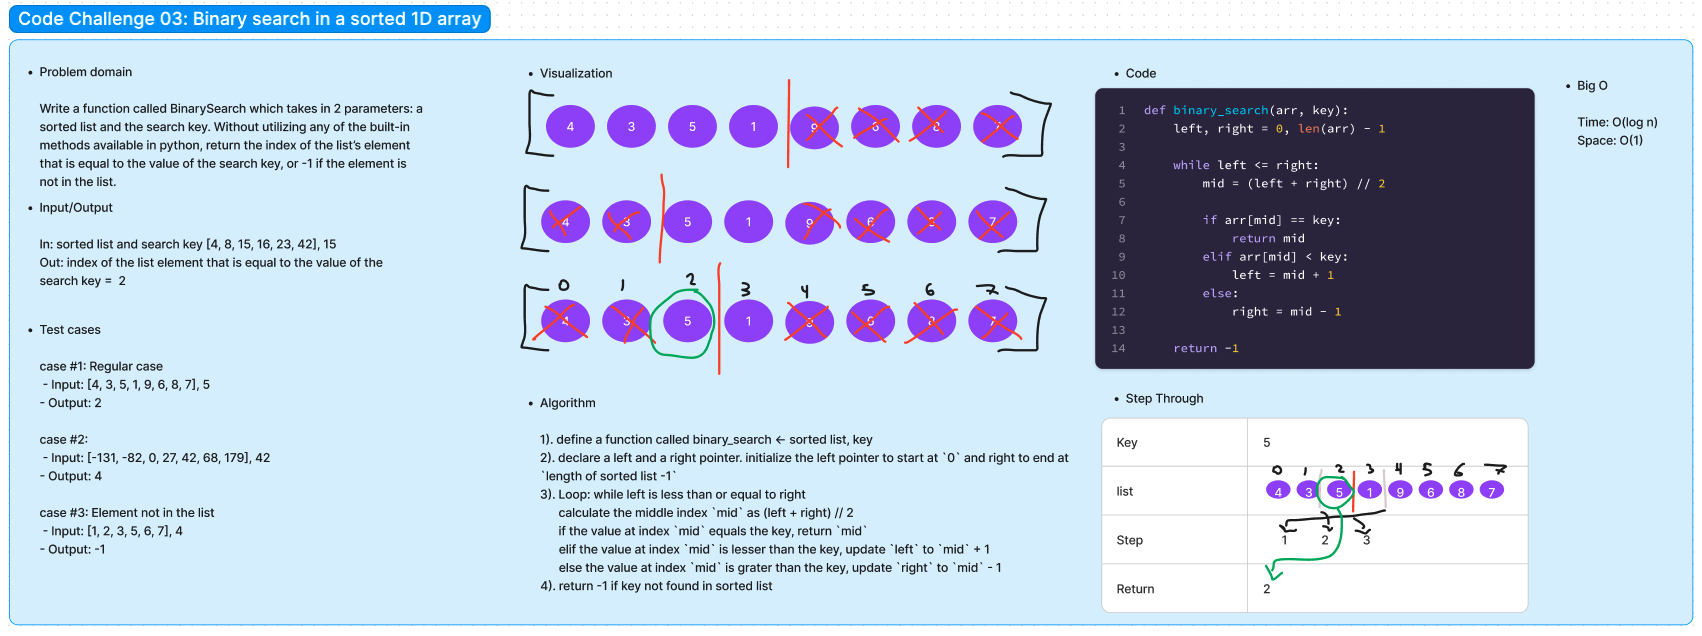 Code Challenge 03: Binary search in a sorted 1D array
• Problem domain
Write a function called BinarySearch which takes in 2 parameters: a
sorted list and the search key. Without utilizing any of the built-in
methods available in python, return the index of the list's element
that is equal to the value of the search key, or -1 if the element is
not in the list.
• Input/Output
In: sorted list and search key [4, 8, 15, 16, 23, 42], 15
Out: index of the list element that is equal to the value of the
search key = 2
• Test cases
case #1: Regular case
- Input: [4, 3, 5, 1, 9, 6, 8, 7], 5
- Output: 2
case #2:
- Input: [-131, -82, 0, 27, 42, 68, 179], 42
- Output: 4
case #3: Element not in the list
- Input: [1, 2, 3, 5, 6, 7], 4
- Output: -1
• Visualization
[ 4 3 5 1 9 6 8 7 ]
[ 4 3 5 1 9 6 8 7 ]
0 1 2 3 4 5 6 7
[ 4 3 5 1 9 6 8 7 ]
• Algorithm
1). define a function called binary_search <- sorted list, key
2). declare a left and a right pointer. initialize the left pointer to start at `0` and right to end at
`length of sorted list -1`
3). Loop: while left is less than or equal to right
calculate the middle index `mid` as (left + right) // 2
if the value at index `mid` equals the key, return `mid`
elif the value at index `mid` is lesser than the key, update `left` to `mid` + 1
else the value at index `mid` is grater than the key, update `right` to `mid` - 1
4). return -1 if key not found in sorted list
• Code
1 def binary_search(arr, key):
2 left, right = 0, len(arr) - 1
3
4 while left <= right:
5 mid = (left + right) // 2
6
7 if arr[mid] == key:
8 return mid
9 elif arr[mid] < key:
10 left = mid + 1
11 else:
12 right = mid - 1
13
14 return -1
• Step Through
Key 5
0 1 2 3 4 5 6 7
list 4 3 5 1 9 6 8 7
Step 1 2 3
Return 2
• Big O
Time: O(log n)
Space: O(1)